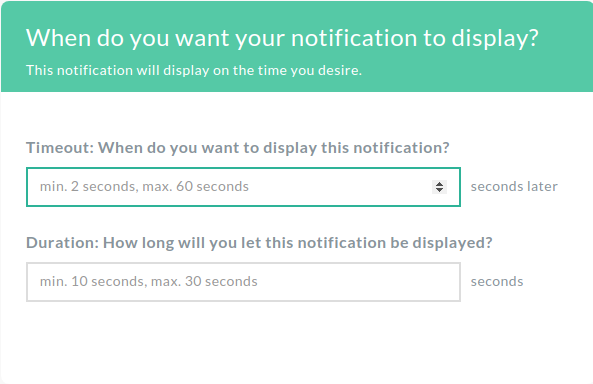 When do you want your notification to display?
This notification will display on the time you desire.
Timeout: When do you want to display this notification?
min. 2 seconds, max. 60 seconds seconds later
Duration: How long will you let this notification be displayed?
min. 10 seconds, max. 30 seconds seconds